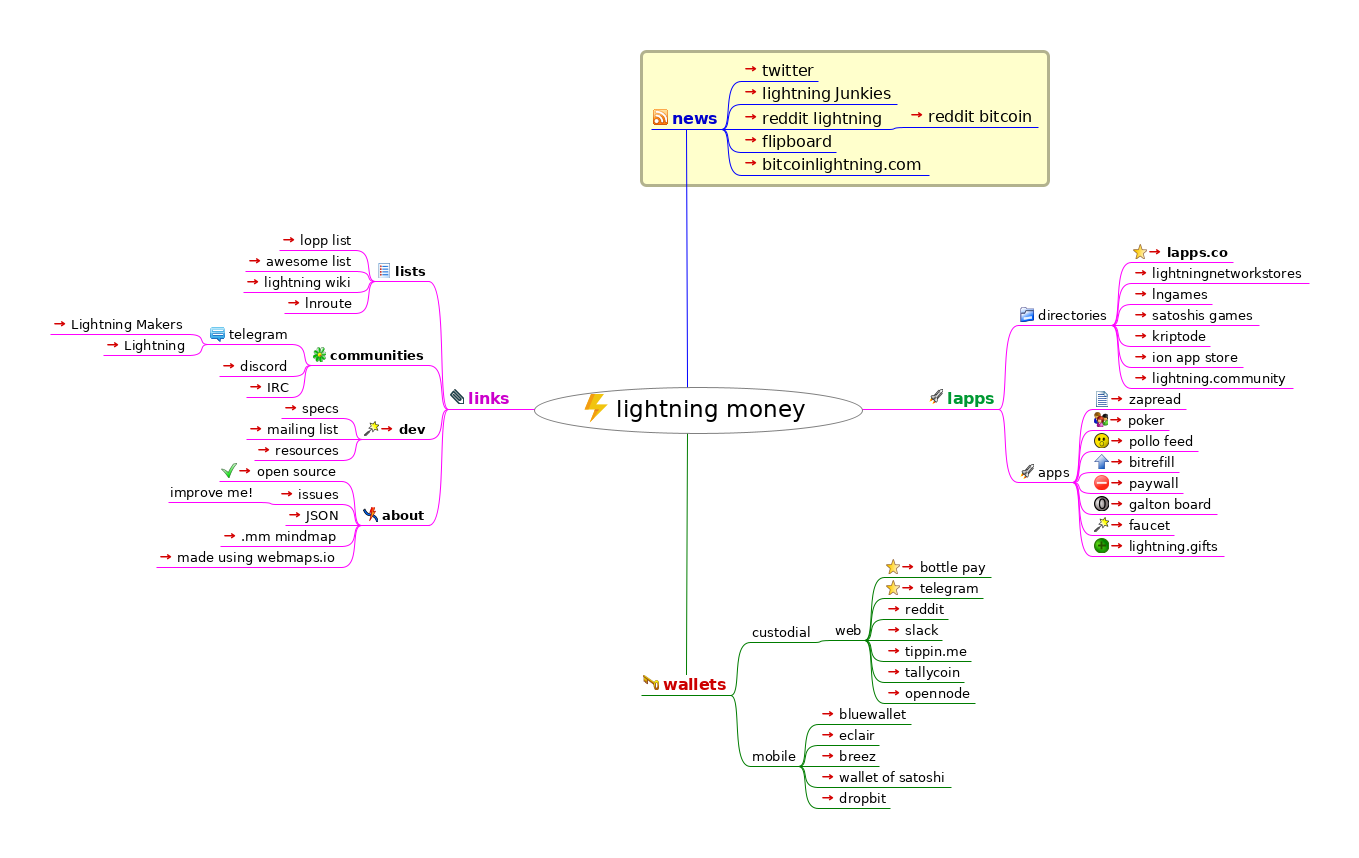 twitter
lightning Junkies
news
reddit lightning
reddit bitcoin
flipboard
bitcoinlightning.com
lopp list
awesome list
lists
lightning wiki
lnroute
Lightning Makers
telegram
Lightning
communities
discord
IRC
links
specs
mailing list
dev
resources
open source
improve me!
issues
about
JSON
.mm mindmap
made using webmaps.io
lightning money
lapps
lapps.co
lightningnetworkstores
lngames
directories
satoshis games
kriptode
ion app store
lightning.community
zapread
poker
pollo feed
bitrefill
apps
paywall
galton board
faucet
lightning.gifts
wallets
custodial
web
bottle pay
telegram
reddit
slack
tippin.me
tallycoin
opennode
mobile
bluewallet
eclair
breez
wallet of satoshi
dropbit